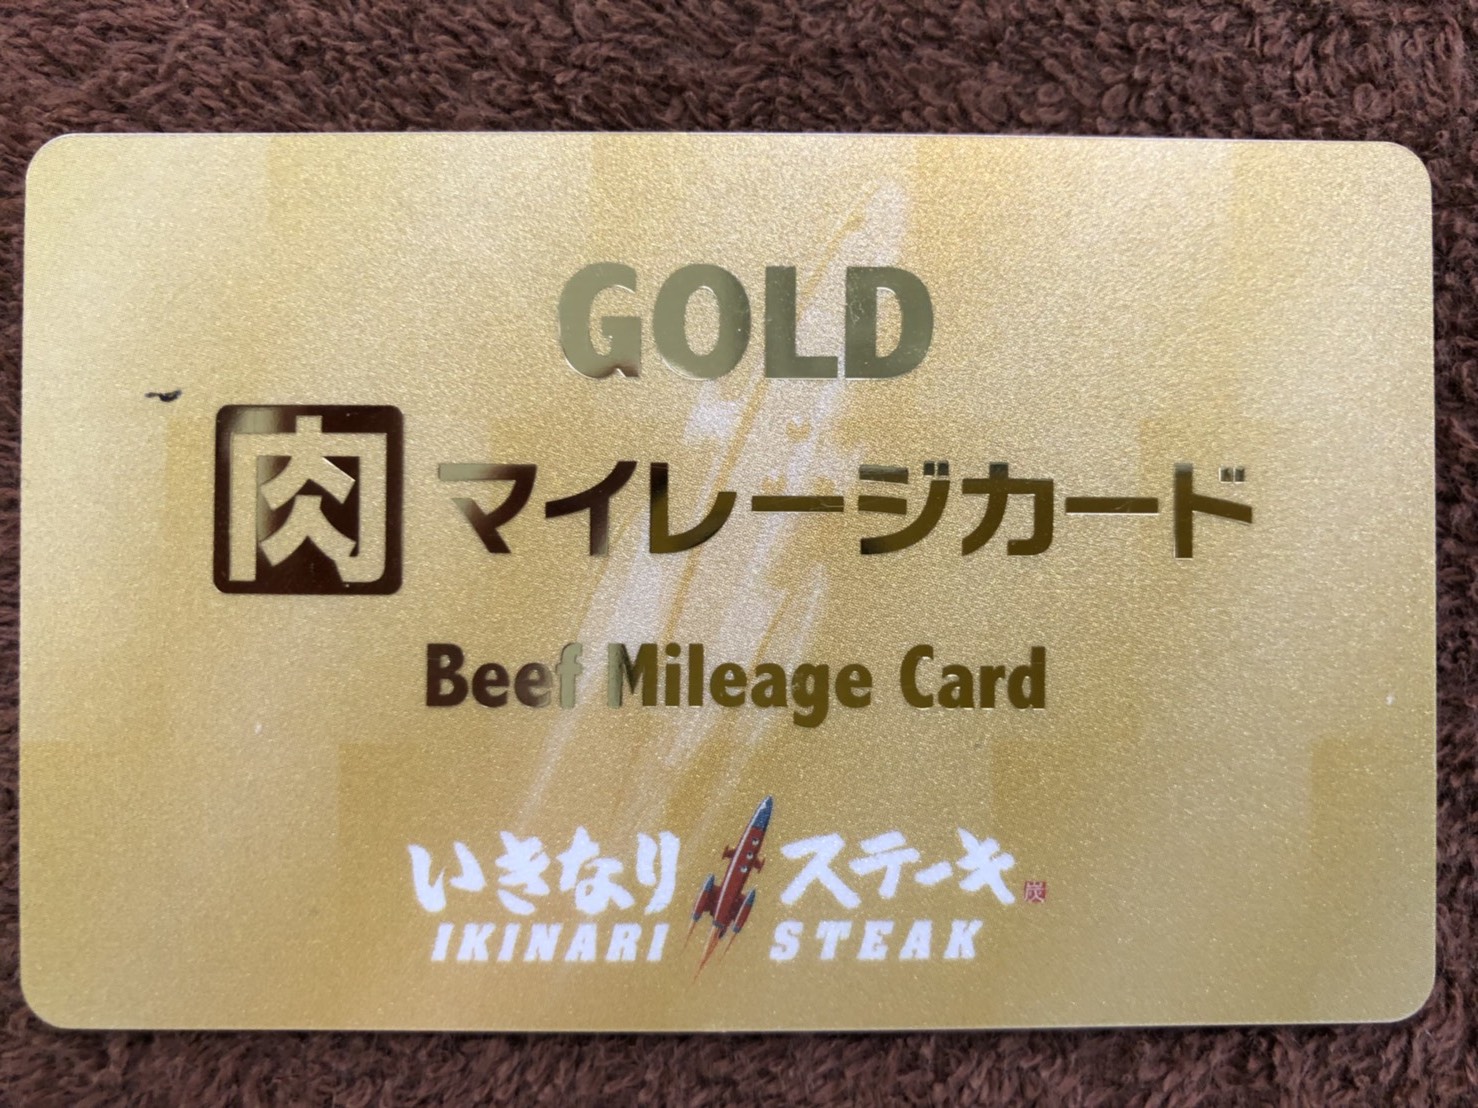 GOLD
肉マイレージカード
Beef Mileage Card
いきなりステーキ 炭
IKINARI STEAK